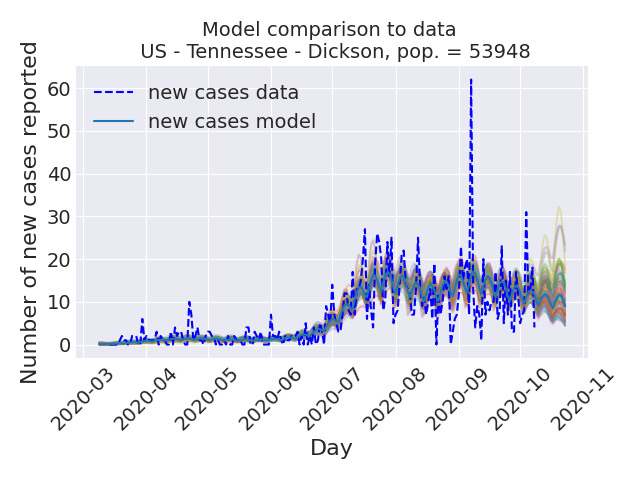 Model comparison to data
US - Tennessee - Dickson, pop. = 53948
Number of new cases reported
60
50
40
30
20
10
0
new cases data
new cases model
2020-03
2020-04
2020-05
2020-06
2020-07
2020-08
2020-09
2020-10
2020-11
Day